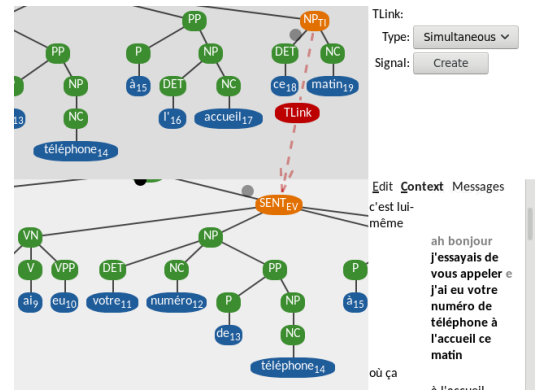 PP
NP TI
TLink:
Type: Simultaneous
PP
P
NP
DET
NC
Signal: Create
NP
à15
DET
NC
ce18
matin19
13
NC
l'16
accueil17
TLink
téléphone14
Edit Context Messages
SENT EV
c'est lui-
même
VN
NP
ah bonjour
j'essayais de
vous appeler e
j'ai eu votre
numéro de
téléphone à
l'accueil ce
matin
V
VPP
DET
NC
PP
P
ai9
eu10
votre11
numéro12
P
NP
à15
de13
NC
téléphone14
où ça
à l'accueil